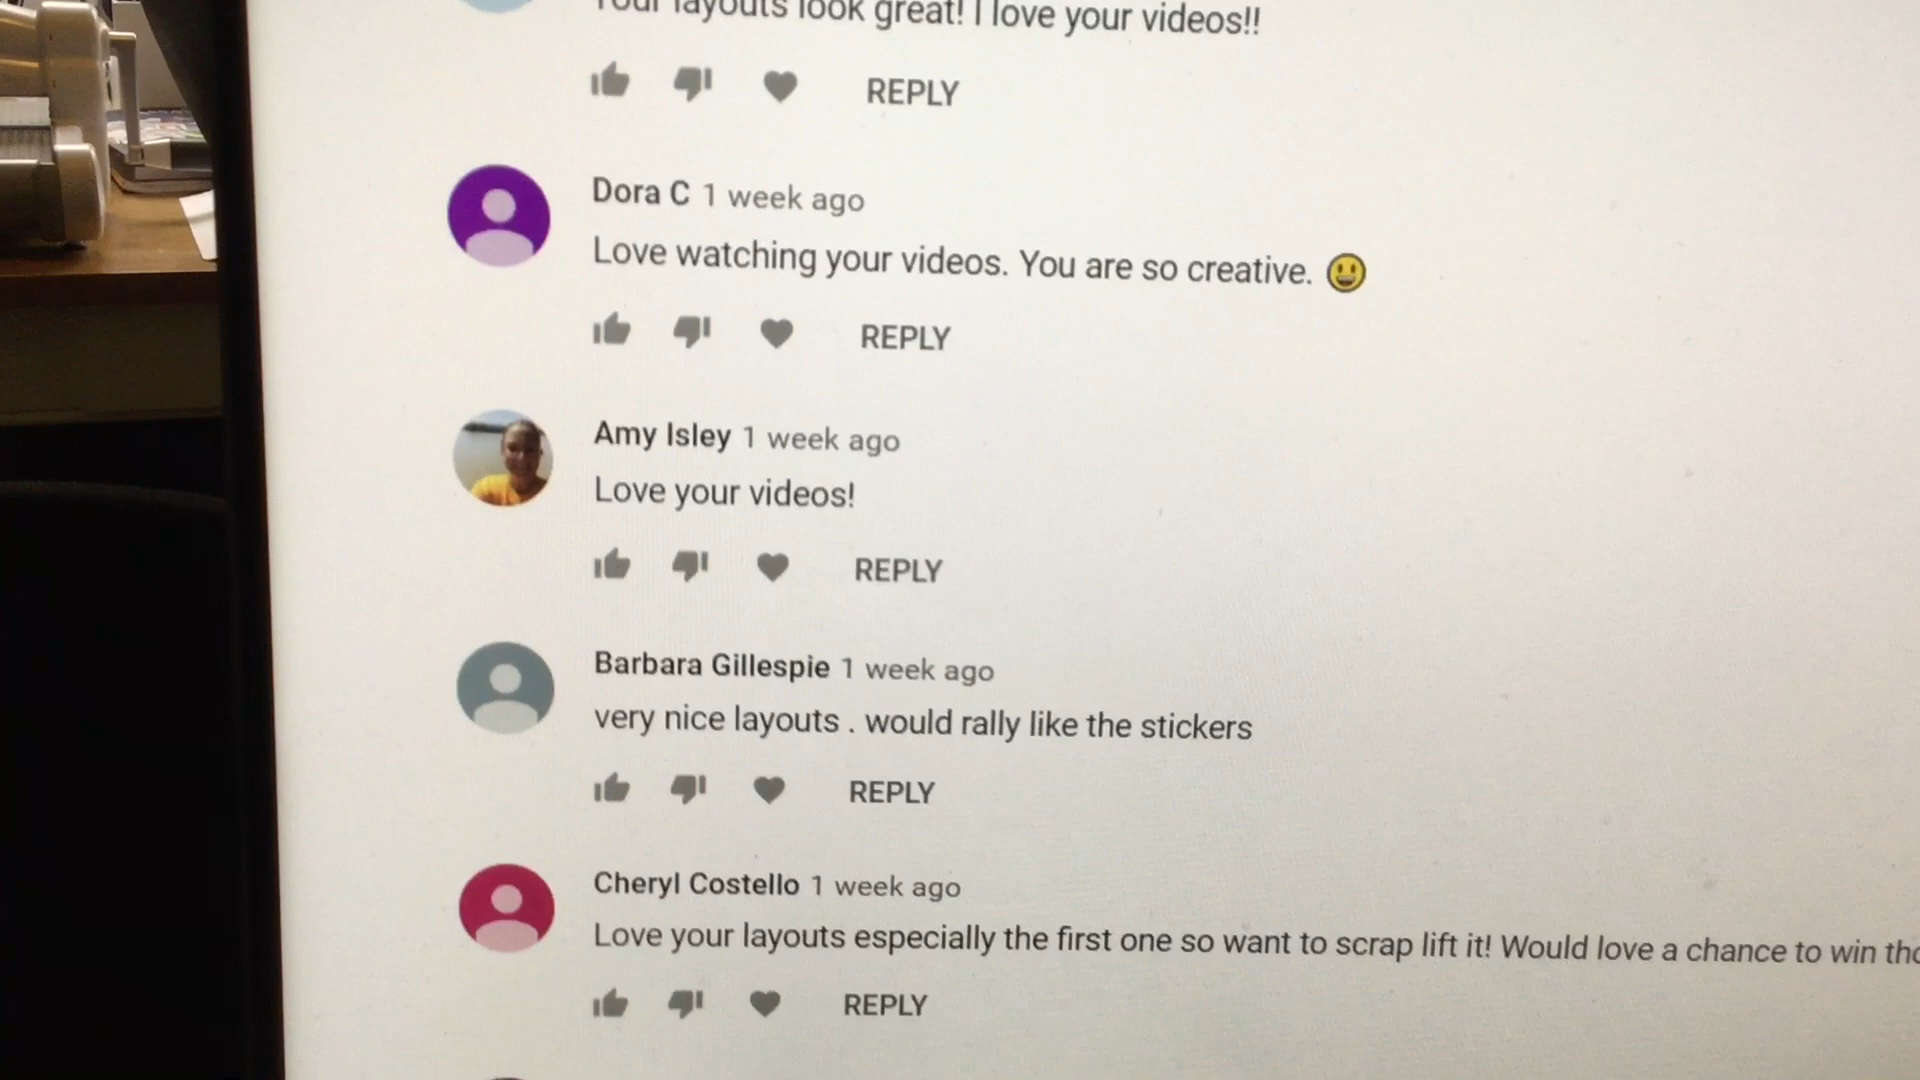 Your layouts look great! I love your videos!!
REPLY
Dora C 1 week ago
Love watching your videos. You are so creative. 😃
REPLY
Amy Isley 1 week ago
Love your videos!
REPLY
Barbara Gillespie 1 week ago
very nice layouts . would rally like the stickers
REPLY
Cheryl Costello 1 week ago
Love your layouts especially the first one so want to scrap lift it! Would love a chance to win
REPLY